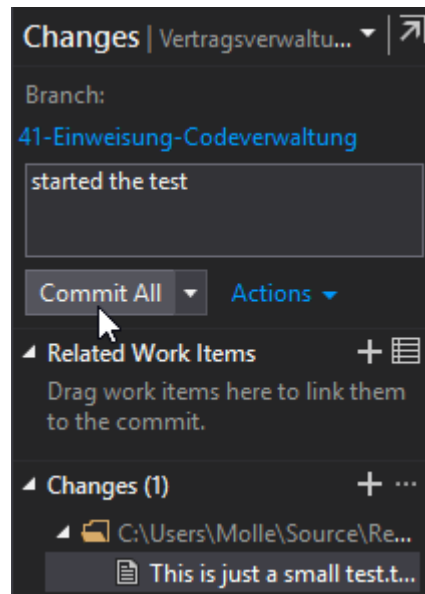 Changes | Vertragsverwaltu...
Branch:
41-Einweisung-Codeverwaltung
started the test
Commit All Actions
Related Work Items
Drag work items here to link them
to the commit.
Changes (1)
C:\Users\Molle\Source\Re...
This is just a small test.t...